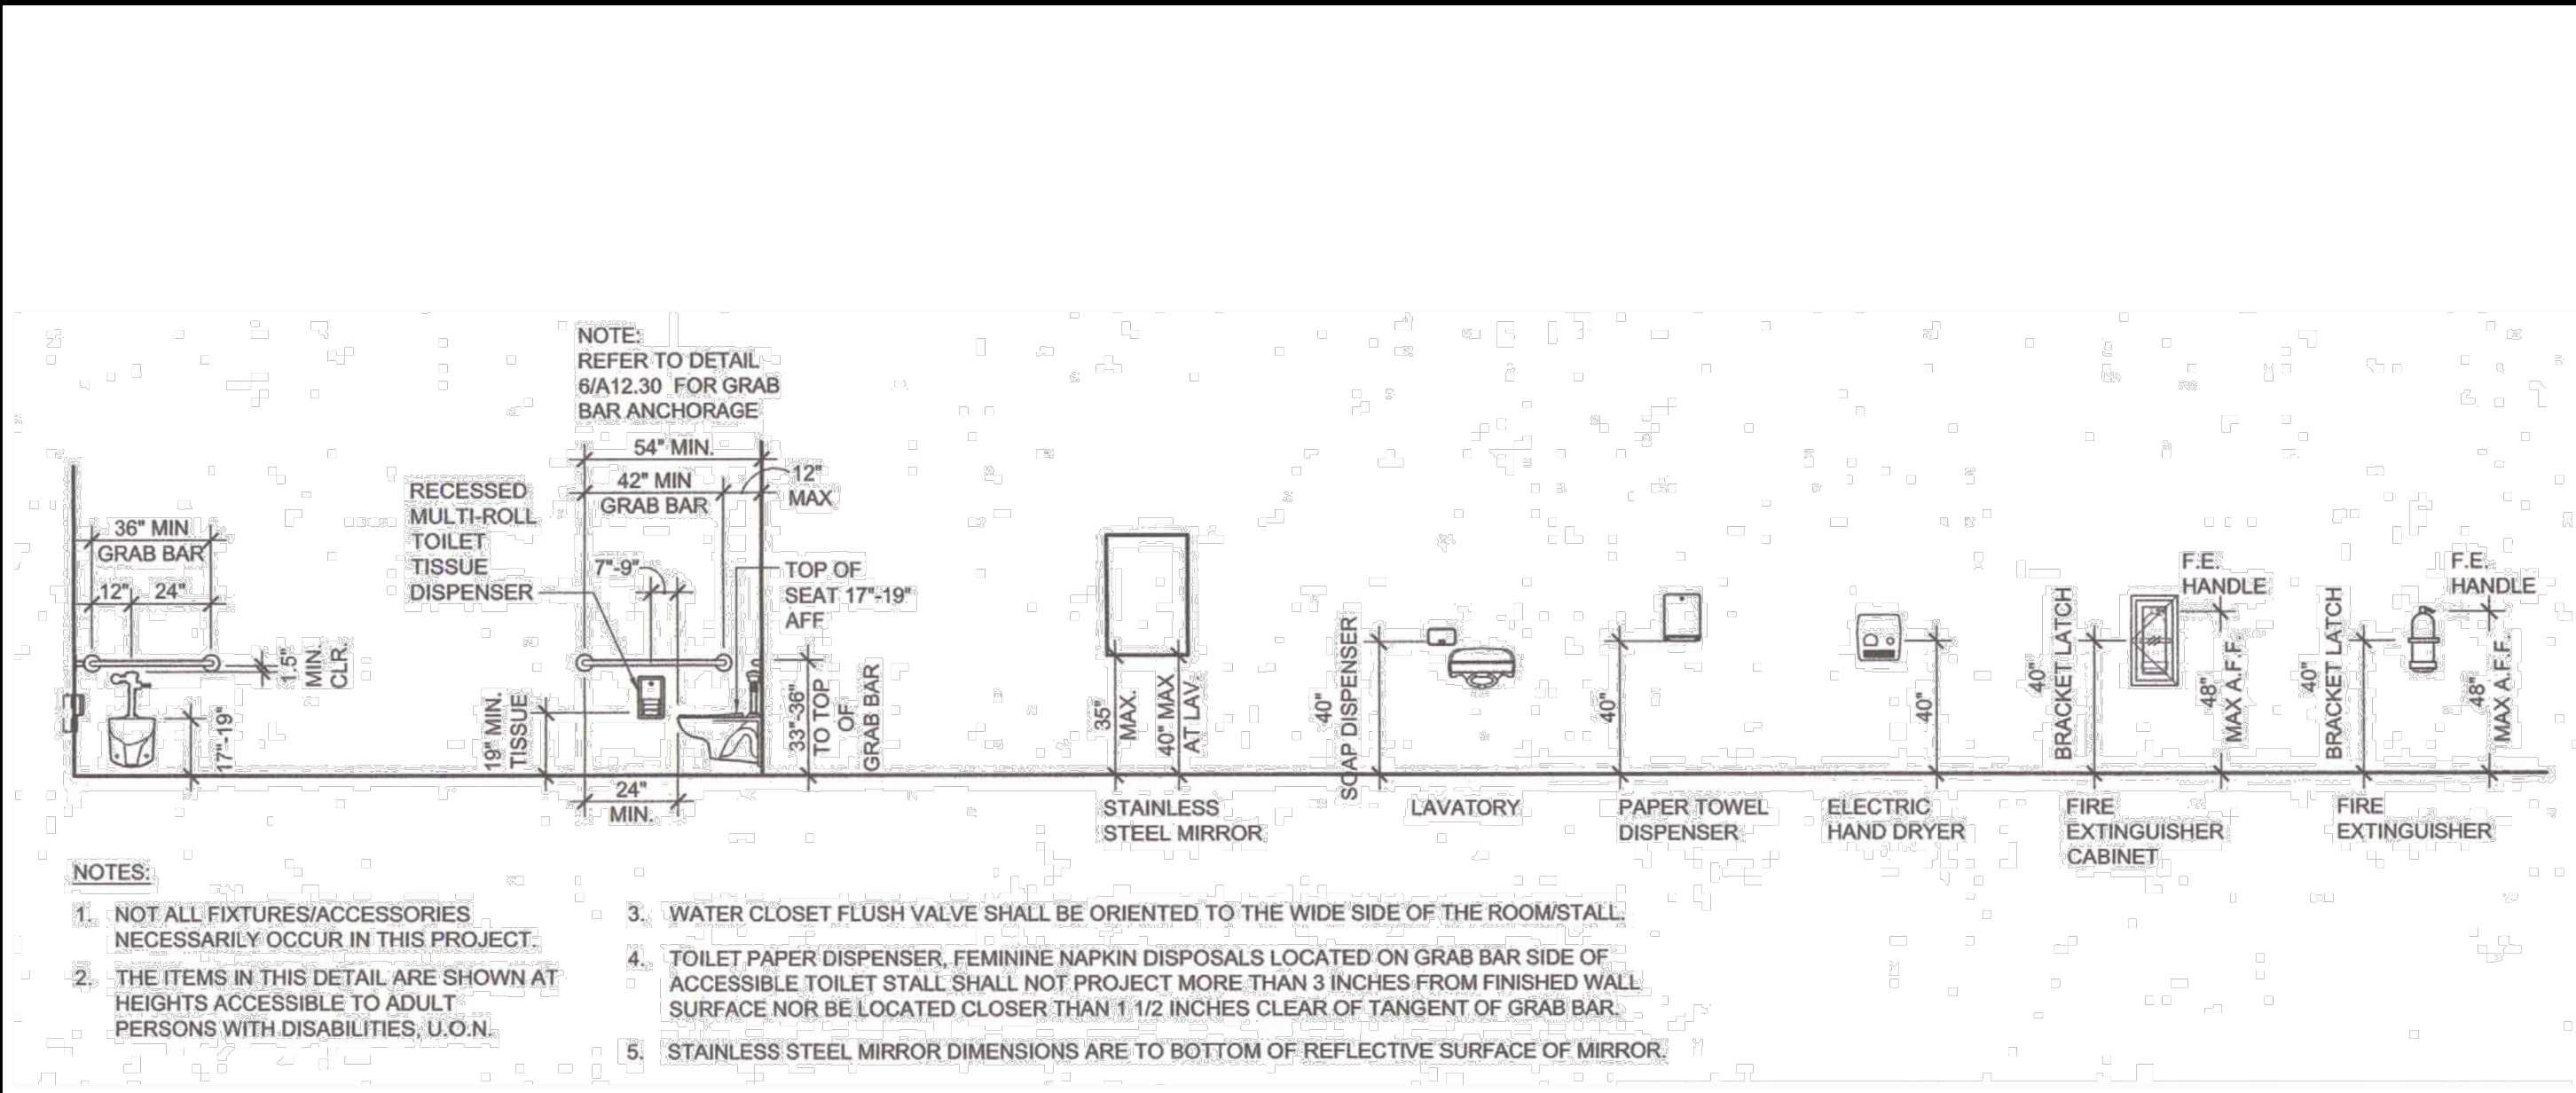 NOTE:
REFER TO DETAIL
6/A12.30 FOR GRAB
BAR ANCHORAGE
54" MIN.
42" MIN
GRAB BAR
12"
MAX
RECESSED
MULTI-ROLL
TOILET
TISSUE
DISPENSER
36" MIN
GRAB BAR
12"
24"
1.5"
MIN.
CLR.
17"-19"
7"-9"
TOP OF
SEAT 17"-19"
AFF
19" MIN.
TISSUE
24"
MIN.
33"-36"
TO TOP
OF
GRAB BAR
35"
MAX.
40" MAX
AT LAV.
STAINLESS
STEEL MIRROR
40"
SOAP DISPENSER
LAVATORY
40"
PAPER TOWEL
DISPENSER
40"
ELECTRIC
HAND DRYER
40"
BRACKET LATCH
F.E.
HANDLE
48"
MAX A.F.F.
FIRE
EXTINGUISHER
CABINET
40"
BRACKET LATCH
F.E.
HANDLE
48"
MAX A.F.F.
FIRE
EXTINGUISHER
NOTES:
1. NOT ALL FIXTURES/ACCESSORIES
NECESSARILY OCCUR IN THIS PROJECT.
2. THE ITEMS IN THIS DETAIL ARE SHOWN AT
HEIGHTS ACCESSIBLE TO ADULT
PERSONS WITH DISABILITIES, U.O.N.
3. WATER CLOSET FLUSH VALVE SHALL BE ORIENTED TO THE WIDE SIDE OF THE ROOM/STALL.
4. TOILET PAPER DISPENSER, FEMININE NAPKIN DISPOSALS LOCATED ON GRAB BAR SIDE OF
ACCESSIBLE TOILET STALL SHALL NOT PROJECT MORE THAN 3 INCHES FROM FINISHED WALL
SURFACE NOR BE LOCATED CLOSER THAN 1 1/2 INCHES CLEAR OF TANGENT OF GRAB BAR.
5. STAINLESS STEEL MIRROR DIMENSIONS ARE TO BOTTOM OF REFLECTIVE SURFACE OF MIRROR.